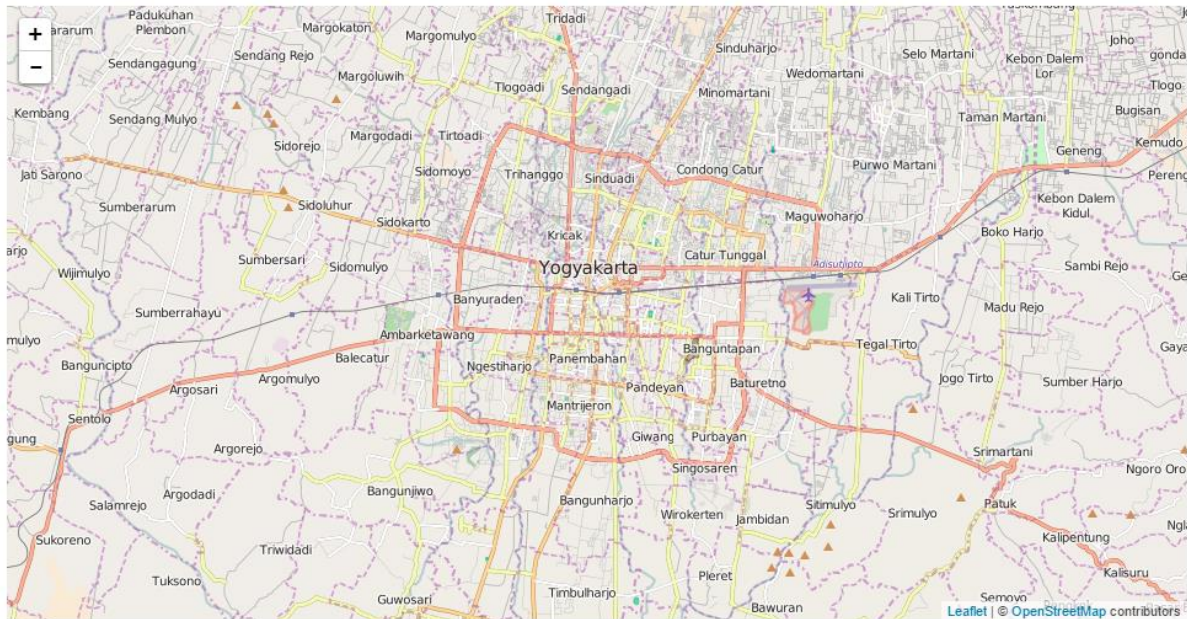 +
−
Padukuhan
Plembon
Margokaton
Tridadi
Margomulyo
Sendang Rejo
Sendangagung
Sinduharjo
Selo Martani
Joho
Kebon Dalem
Lor
Wedomartani
Margoluwih
Tlogoadi
Sendangadi
Minomartani
Tlogo
Bugisan
Kembang
Sendang Mulyo
Margodadi
Tirtoadi
Taman Martani
Kemudo
Sidorejo
Geneng
Jati Sarono
Sidomoyo
Trihanggo
Sinduadi
Condong Catur
Purwo Martani
Sumberarum
Sidoluhur
Sidokarto
Maguwoharjo
Kebon Dalem
Kidul
Kricak
Boko Harjo
Sumbersari
Sidomulyo
Catur Tunggal
Wijimulyo
Yogyakarta
Adisutjipto
Sambi Rejo
Banyuraden
Kali Tirto
Sumberrahayu
Madu Rejo
Ambarketawang
Balecatur
Banguntapan
Tegal Tirto
Banguncipto
Panembahan
Ngestiharjo
Argomulyo
Argosari
Pandeyan
Baturetno
Jogo Tirto
Sumber Harjo
Mantrijeron
Sentolo
Giwang
Purbayan
Argorejo
Srimartani
Singosaren
Ngoro Oro
Argodadi
Bangunjiwo
Bangunharjo
Salamrejo
Wirokerten
Jambidan
Sitimulyo
Srimulyo
Patuk
Sukoreno
Triwidadi
Kalipentung
Tuksono
Pleret
Kalisuru
Guwosari
Timbulharjo
Bawuran
Semoyo
Leaflet | © OpenStreetMap contributors